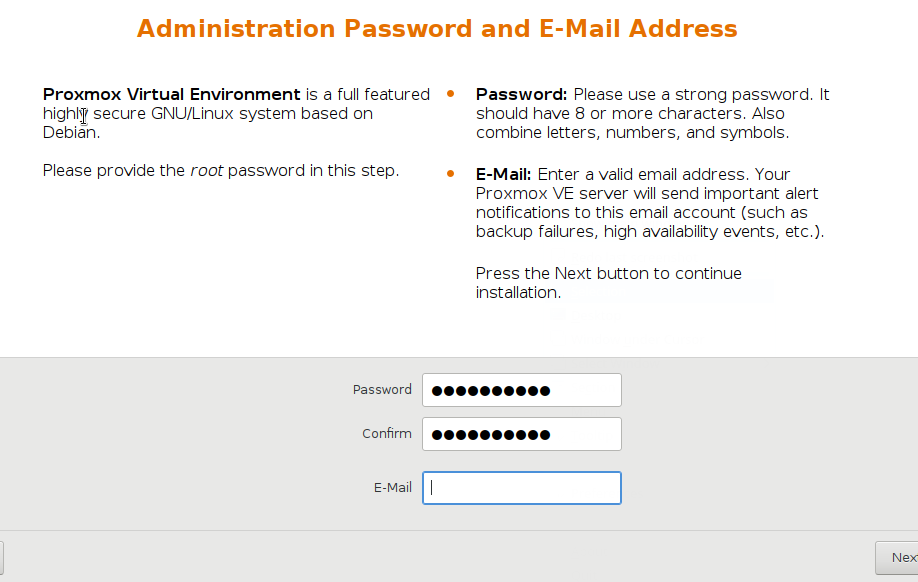 Administration Password and E-Mail Address
Proxmox Virtual Environment is a full featured
highly secure GNU/Linux system based on
Debian.
Please provide the root password in this step.
Password: Please use a strong password. It
should have 8 or more characters. Also
combine letters, numbers, and symbols.
E-Mail: Enter a valid email address. Your
Proxmox VE server will send important alert
notifications to this email account (such as
backup failures, high availability events, etc.).
Press the Next button to continue
installation.
Password ●●●●●●●●●●
Confirm ●●●●●●●●●●
E-Mail
Nex